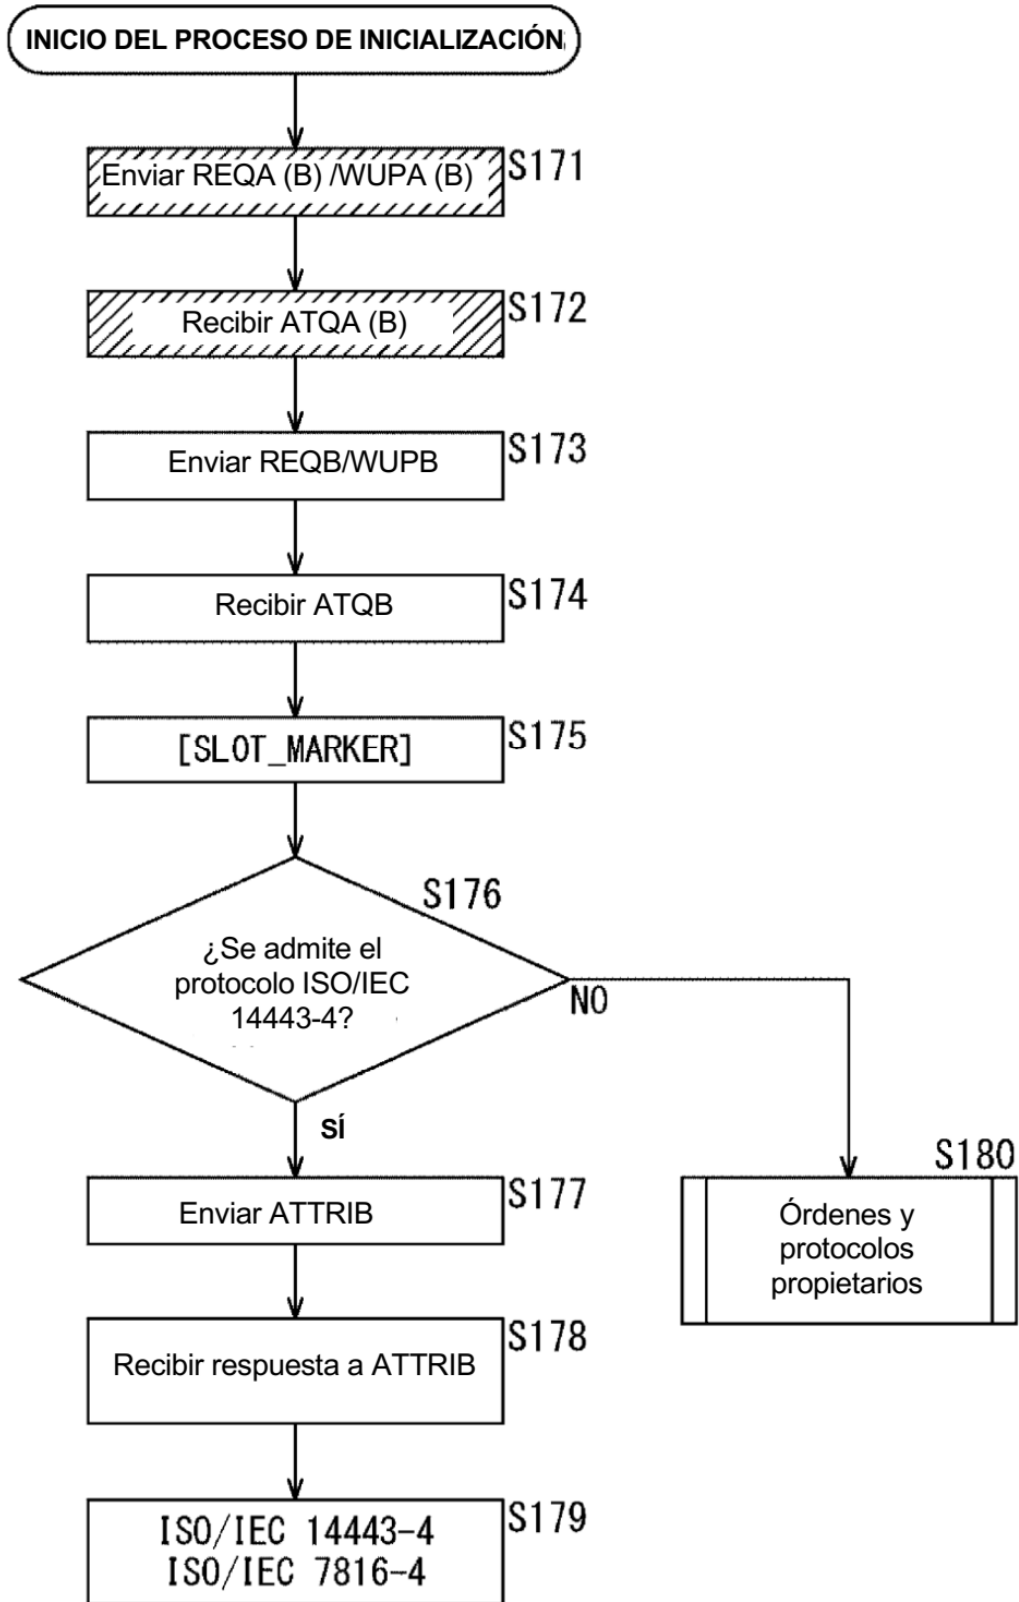 INICIO DEL PROCESO DE INICIALIZACIÓN
Enviar REQA (B) /WUPA (B)
S171
Recibir ATQA (B)
S172
Enviar REQB/WUPB
S173
Recibir ATQB
S174
[SLOT_MARKER]
S175
S176
¿Se admite el
protocolo ISO/IEC
14443-4?
NO
SÍ
Enviar ATTRIB
S177
S180
Órdenes y
protocolos
propietarios
Recibir respuesta a ATTRIB
S178
ISO/IEC 14443-4
ISO/IEC 7816-4
S179